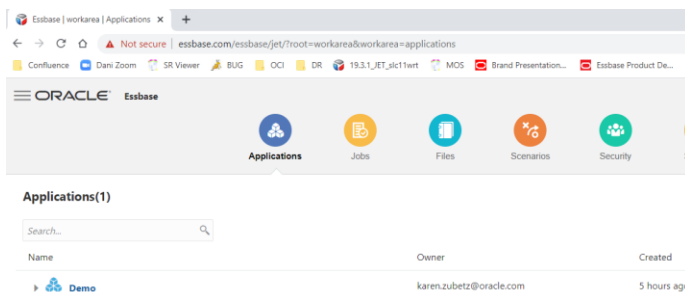 Essbase | workarea | Applications
Not secure | essbase.com/essbase/jet/?root=workarea&workarea=applications
Confluence Dani Zoom SR Viewer BUG OCI DR 19.3.1_JET_slc11wrt MOS Brand Presentation... Essbase Product De...
ORACLE Essbase
Applications Jobs Files Scenarios Security
Applications(1)
Search...
Name Owner Created
Demo karen.zubetz@oracle.com 5 hours ago